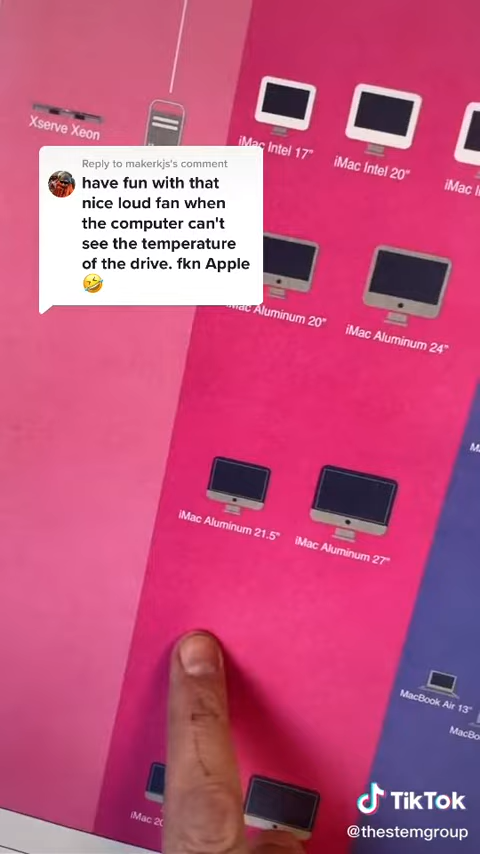 Xserve Xeon
iMac Intel 17"
iMac Intel 20"
Reply to makerkjs's comment
have fun with that
nice loud fan when
the computer can't
see the temperature
of the drive. fkn Apple
🤣
Aluminum 20"
iMac Aluminum 24"
iMac Aluminum 21.5"
iMac Aluminum 27"
MacBook Air 13"
TikTok
@thestemgroup